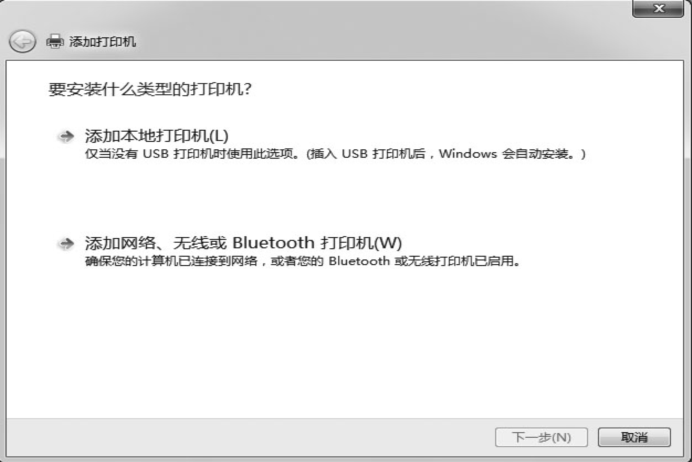 添加打印机
要安装什么类型的打印机?
添加本地打印机(L)
仅当没有 USB 打印机时使用此选项。(插入 USB 打印机后，Windows 会自动安装。)
添加网络、无线或 Bluetooth 打印机(W)
确保您的计算机已连接到网络，或者您的 Bluetooth 或无线打印机已启用。
下一步(N) 取消